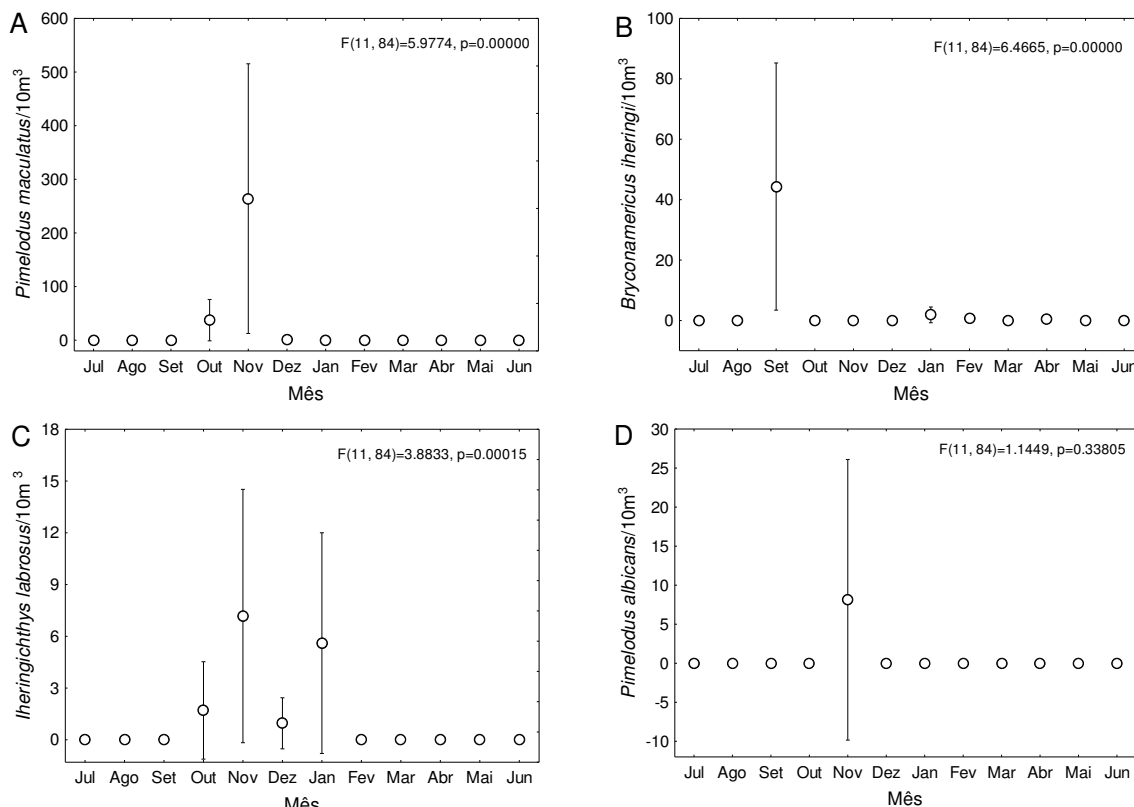 A
F(11, 84)=5.9774, p=0.00000
Pimelodus maculatus/10m³
600
500
400
300
200
100
0
Jul Ago Set Out Nov Dez Jan Fev Mar Abr Mai Jun
Mês
B
F(11, 84)=6.4665, p=0.00000
Bryconamericus iheringi/10m³
100
80
60
40
20
0
Jul Ago Set Out Nov Dez Jan Fev Mar Abr Mai Jun
Mês
C
F(11, 84)=3.8833, p=0.00015
Iheringichthys labrosus/10m³
18
15
12
9
6
3
0
Jul Ago Set Out Nov Dez Jan Fev Mar Abr Mai Jun
Mês
D
F(11, 84)=1.1449, p=0.33805
Pimelodus albicans/10m³
30
25
20
15
10
5
0
-5
-10
Jul Ago Set Out Nov Dez Jan Fev Mar Abr Mai Jun
Mês